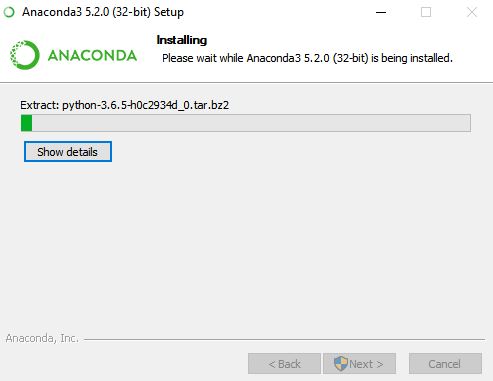 Anaconda3 5.2.0 (32-bit) Setup
Installing
Please wait while Anaconda3 5.2.0 (32-bit) is being installed.
ANACONDA
Extract: python-3.6.5-h0c2934d_0.tar.bz2
Show details
Anaconda, Inc.
< Back
Next >
Cancel